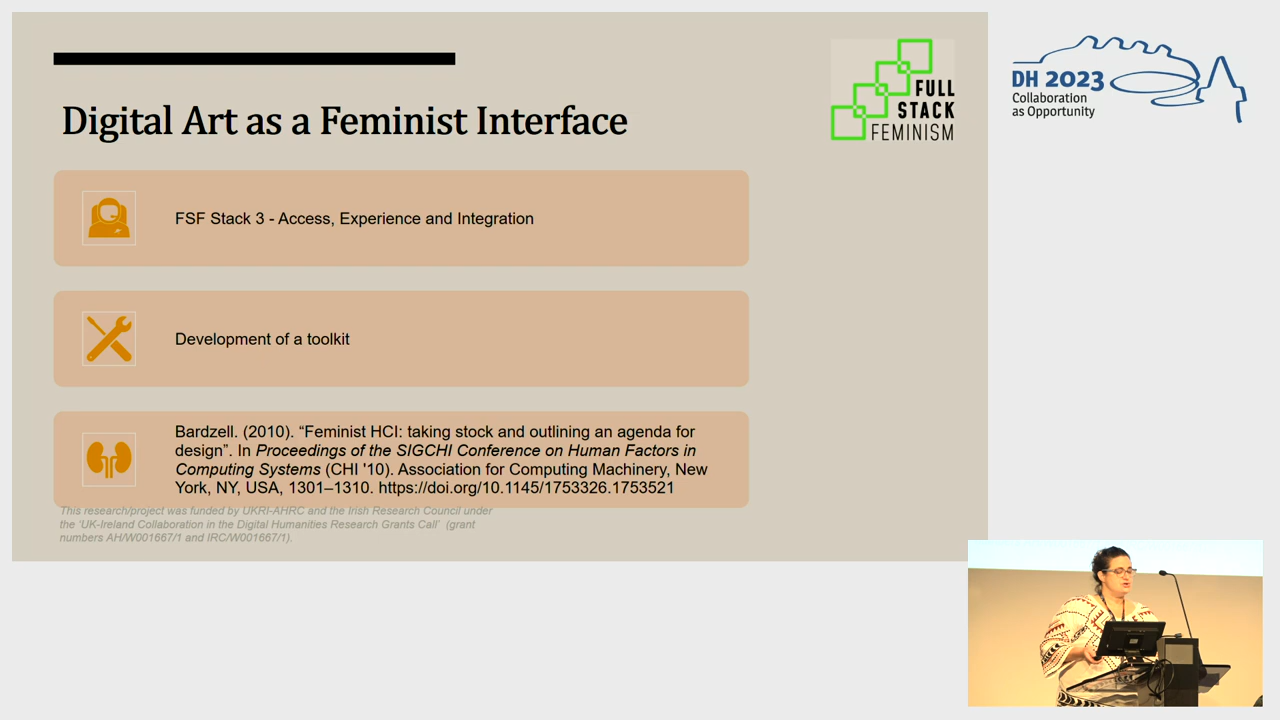 Digital Art as a Feminist Interface
FULL
STACK
FEMINISM
DH 2023
Collaboration
as Opportunity
FSF Stack 3 - Access, Experience and Integration
Development of a toolkit
Bardzell. (2010). “Feminist HCI: taking stock and outlining an agenda for
design”. In Proceedings of the SIGCHI Conference on Human Factors in
Computing Systems (CHI '10). Association for Computing Machinery, New
York, NY, USA, 1301–1310. https://doi.org/10.1145/1753326.1753521
This research/project was funded by UKRI-AHRC and the Irish Research Council under
the ‘UK-Ireland Collaboration in the Digital Humanities Research Grants Call’ (grant
numbers AH/W001667/1 and IRC/W001667/1).